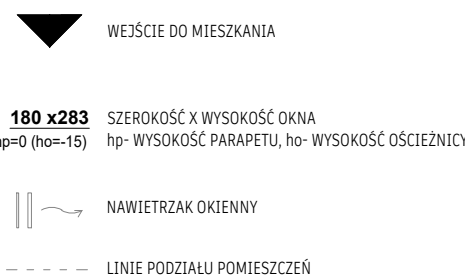 WEJŚCIE DO MIESZKANIA
180 x283 SZEROKOŚĆ X WYSOKOŚĆ OKNA
hp=0 (ho=-15) hp- WYSOKOŚĆ PARAPETU, ho- WYSOKOŚĆ OŚCIEŻNICY
NAWIETRZAK OKIENNY
LINIE PODZIAŁU POMIESZCZEŃ